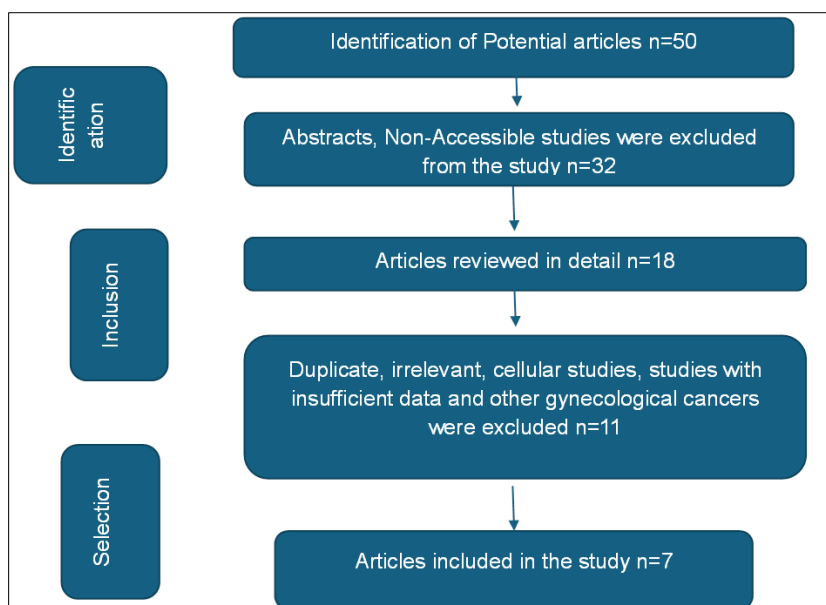 Identification of Potential articles n=50
Identific
ation
Abstracts, Non-Accessible studies were excluded
from the study n=32
Articles reviewed in detail n=18
Inclusion
Duplicate, irrelevant, cellular studies, studies with
insufficient data and other gynecological cancers
were excluded n=11
Selection
Articles included in the study n=7